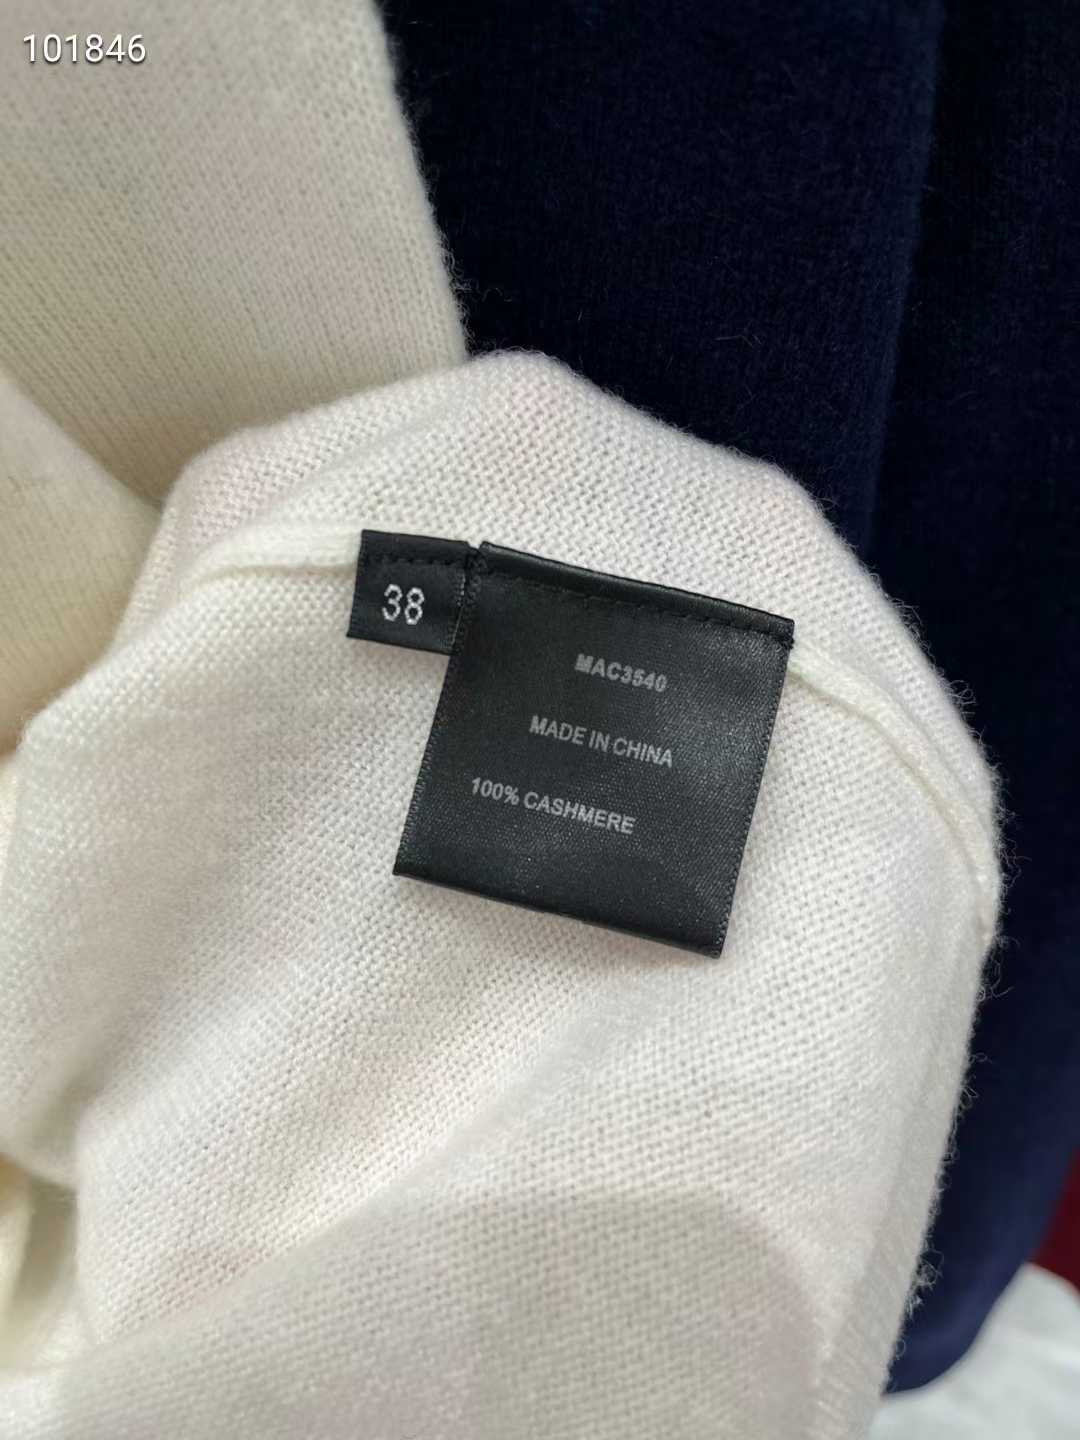 101846
38
MAC3540
MADE IN CHINA
100% CASHMERE